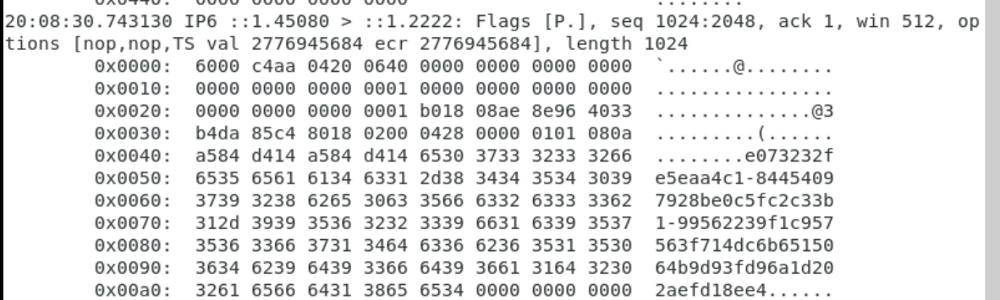 20:08:30.743130 IP6 ::1.45080 > ::1.2222: Flags [P.], seq 1024:2048, ack 1, win 512, op
tions [nop,nop,TS val 2776945684 ecr 2776945684], length 1024
0x0000:  6000 c4aa 0420 0640 0000 0000 0000 0000  `......@........
0x0010:  0000 0000 0000 0001 0000 0000 0000 0000  ................
0x0020:  0000 0000 0000 0001 b018 08ae 8e96 4033  ..............@3
0x0030:  b4da 85c4 8018 0200 0428 0000 0101 080a  .........(......
0x0040:  a584 d414 a584 d414 6530 3733 3233 3266  ........e073232f
0x0050:  6535 6561 6134 6331 2d38 3434 3534 3039  e5eaa4c1-8445409
0x0060:  3739 3238 6265 3063 3566 6332 6333 3362  7928be0c5fc2c33b
0x0070:  312d 3939 3536 3232 3339 6631 6339 3537  1-99562239f1c957
0x0080:  3536 3366 3731 3464 6336 6236 3531 3530  563f714dc6b65150
0x0090:  3634 6239 6439 3366 6439 3661 3164 3230  64b9d93fd96a1d20
0x00a0:  3261 6566 6431 3865 6534 0000 0000 0000  2aefd18ee4......